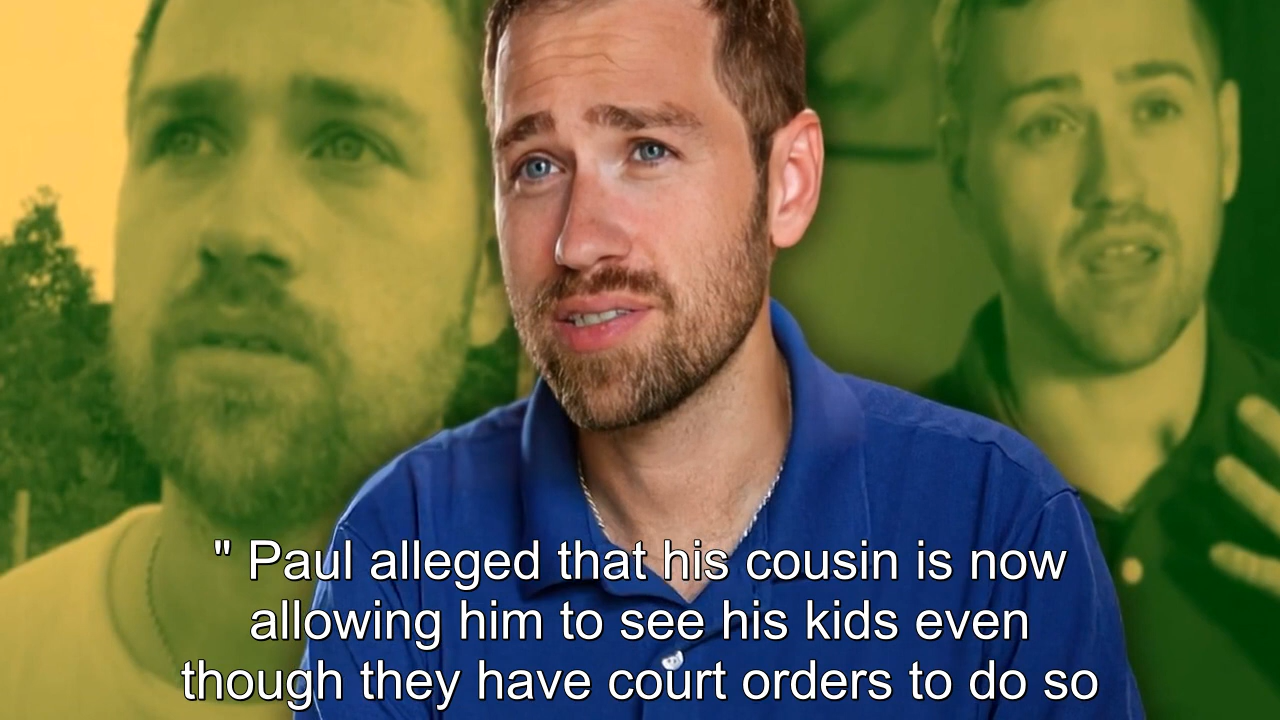 " Paul alleged that his cousin is now
allowing him to see his kids even
though they have court orders to do so